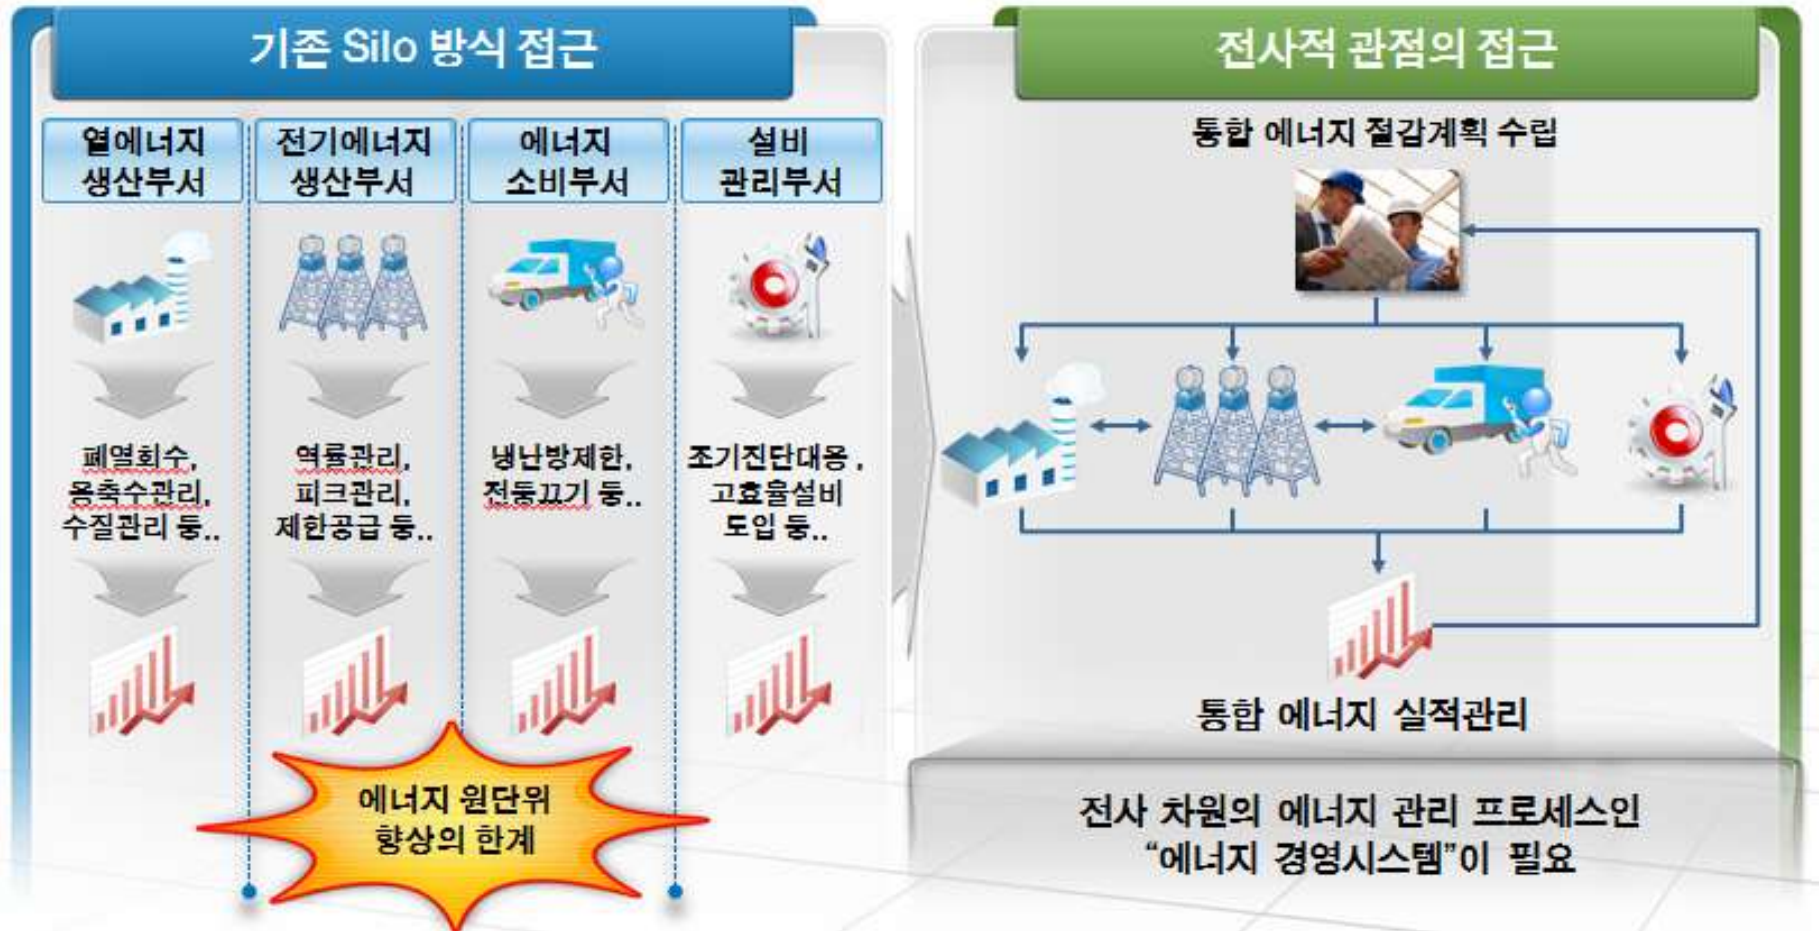 기존 Silo 방식 접근
열에너지
생산부서
전기에너지
생산부서
에너지
소비부서
설비
관리부서
폐열회수,
응축수관리,
수질관리 등..
역률관리,
피크관리,
제한공급 등..
냉난방제한,
전등끄기 등..
조기진단대응 ,
고효율설비
도입 등..
에너지 원단위
향상의 한계
전사적 관점의 접근
통합 에너지 절감계획 수립
통합 에너지 실적관리
전사 차원의 에너지 관리 프로세스인
“에너지 경영시스템”이 필요